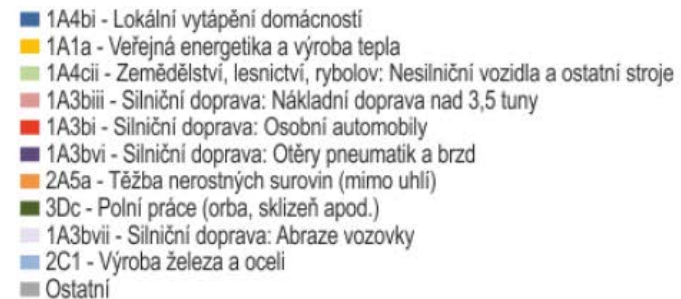 1A4bi - Lokální vytápění domácností
1A1a - Veřejná energetika a výroba tepla
1A4cii - Zemědělství, lesnictví, rybolov: Nesilniční vozidla a ostatní stroje
1A3biii - Silniční doprava: Nákladní doprava nad 3,5 tuny
1A3bi - Silniční doprava: Osobní automobily
1A3bvi - Silniční doprava: Otěry pneumatik a brzd
2A5a - Těžba nerostných surovin (mimo uhlí)
3Dc - Polní práce (orba, sklizeň apod.)
1A3bvii - Silniční doprava: Abraze vozovky
2C1 - Výroba železa a oceli
Ostatní